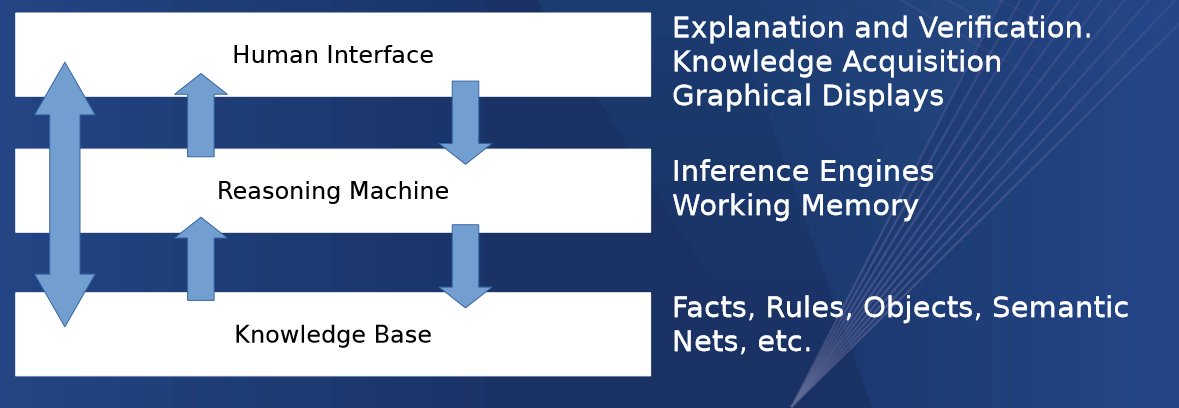 Human Interface
Explanation and Verification.
Knowledge Acquisition
Graphical Displays
Reasoning Machine
Inference Engines
Working Memory
Knowledge Base
Facts, Rules, Objects, Semantic
Nets, etc.